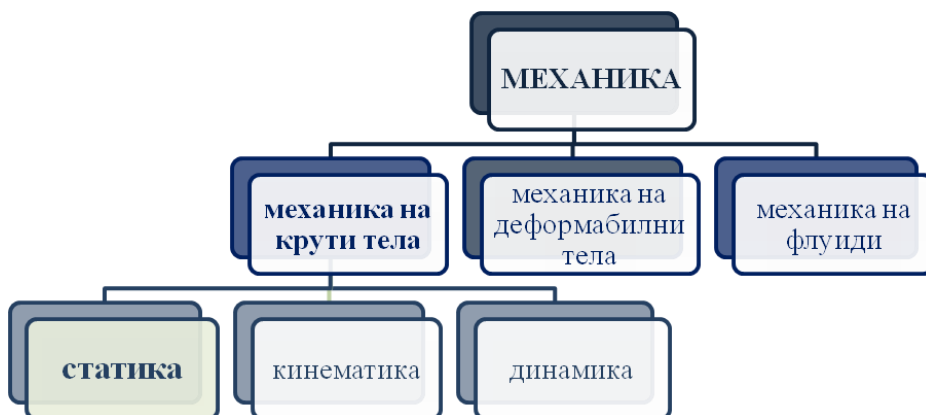 МЕХАНИКА
механика на
крути тела
механика на
деформабилни
тела
механика на
флуиди
статика
кинематика
динамика